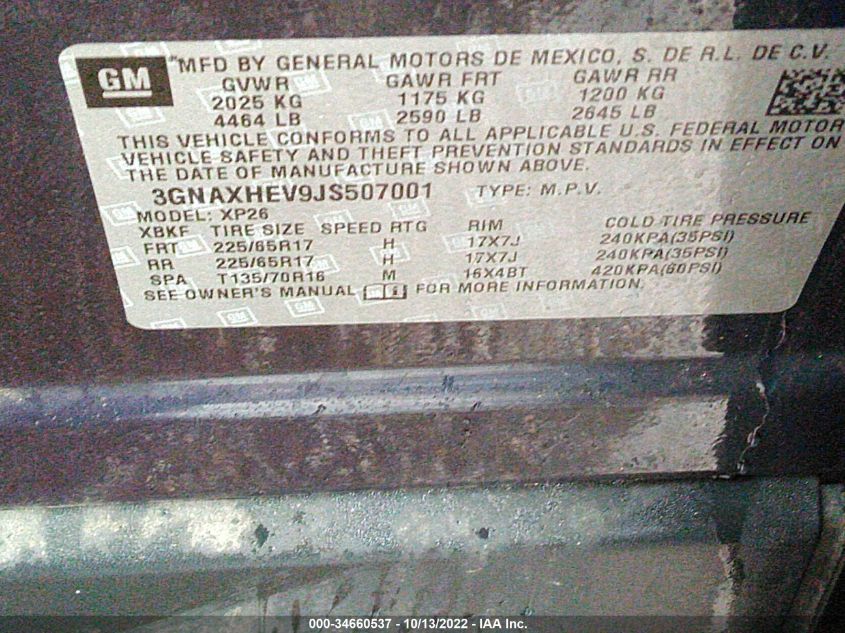 GM
*MFD BY GENERAL MOTORS DE MEXICO, S. DE R.L. DE C.V.
GVWR GAWR FRT GAWR RR
2025 KG 1175 KG 1200 KG
4464 LB 2590 LB 2645 LB
THIS VEHICLE CONFORMS TO ALL APPLICABLE U.S. FEDERAL MOTOR
VEHICLE SAFETY AND THEFT PREVENTION STANDARDS IN EFFECT ON
THE DATE OF MANUFACTURE SHOWN ABOVE.
3GNAXHEV9JS507001 TYPE: M.P.V.
MODEL: XP26
XBKF TIRE SIZE SPEED RTG RIM COLD TIRE PRESSURE
FRT 225/65R17 H 17X7J 240KPA(35PSI)
RR 225/65R17 H 17X7J 240KPA(35PSI)
SPA T135/70R16 M 16X4BT 420KPA(60PSI)
SEE OWNER'S MANUAL i FOR MORE INFORMATION.
000-34660537 - 10/13/2022 - IAA Inc.